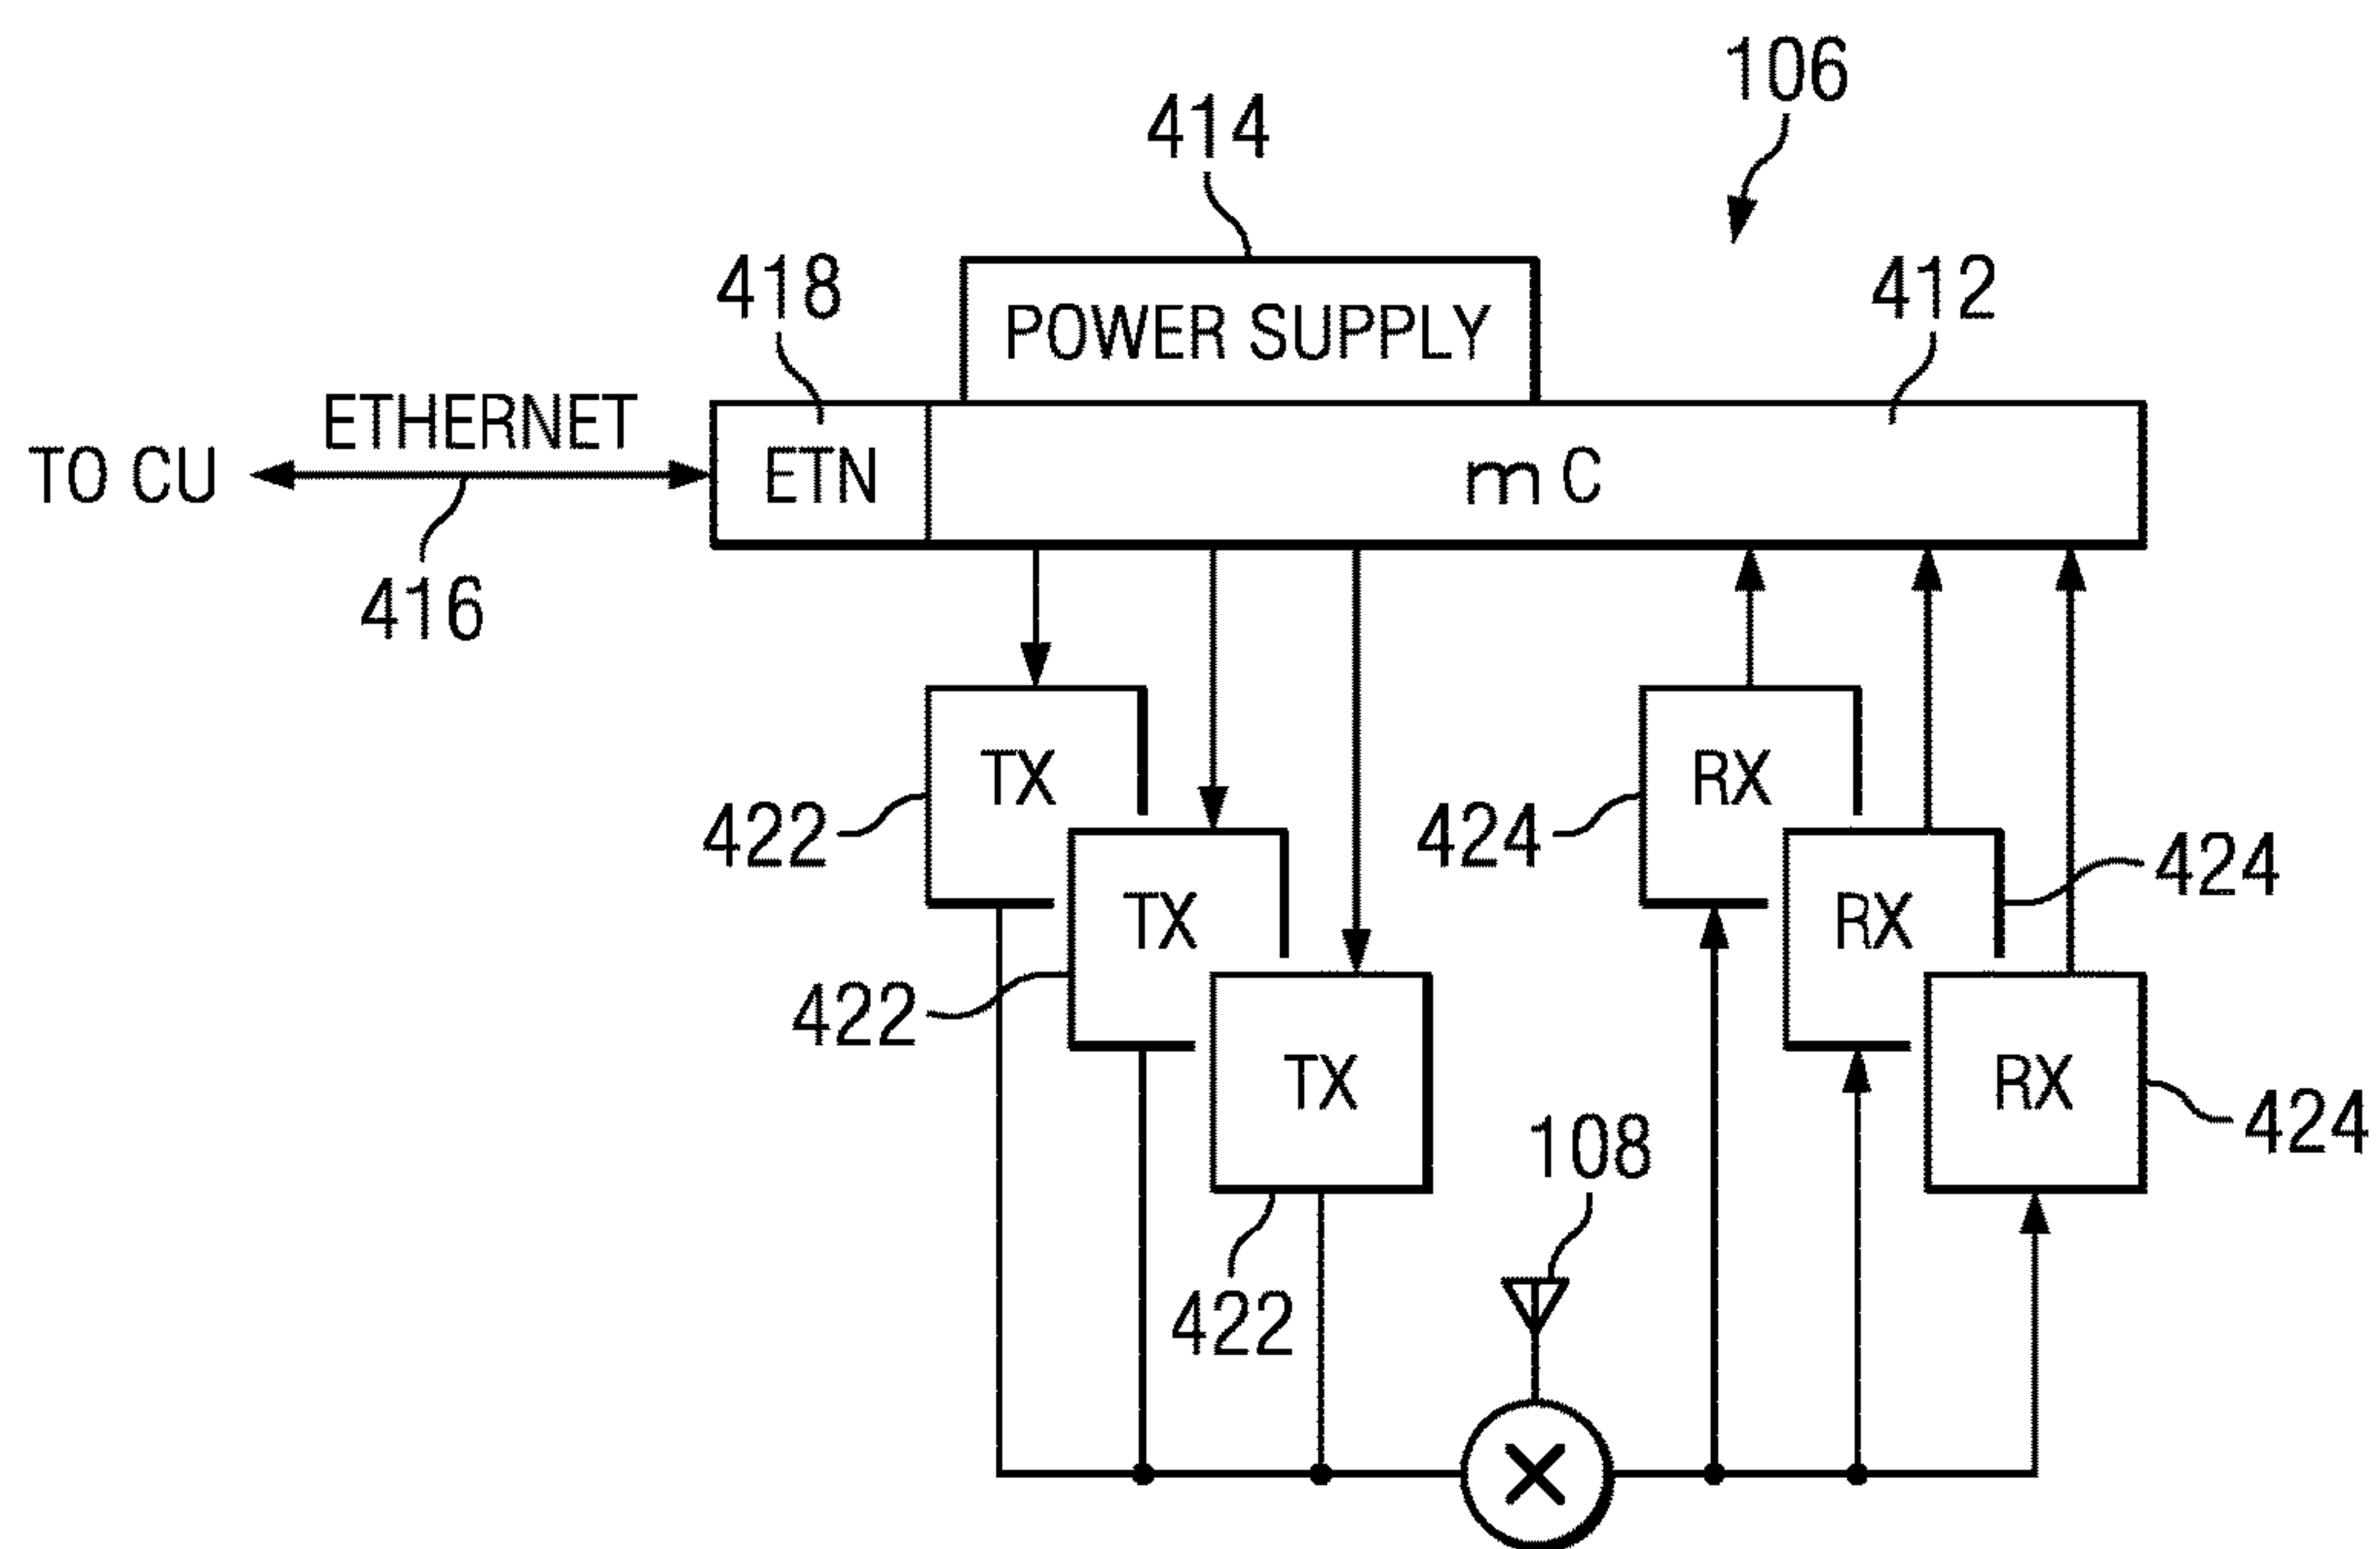 106
414
418
POWER SUPPLY
412
ETHERNET
TO CU
ETN
m C
416
TX
RX
422
424
TX
RX
424
422
TX
RX
424
108
422